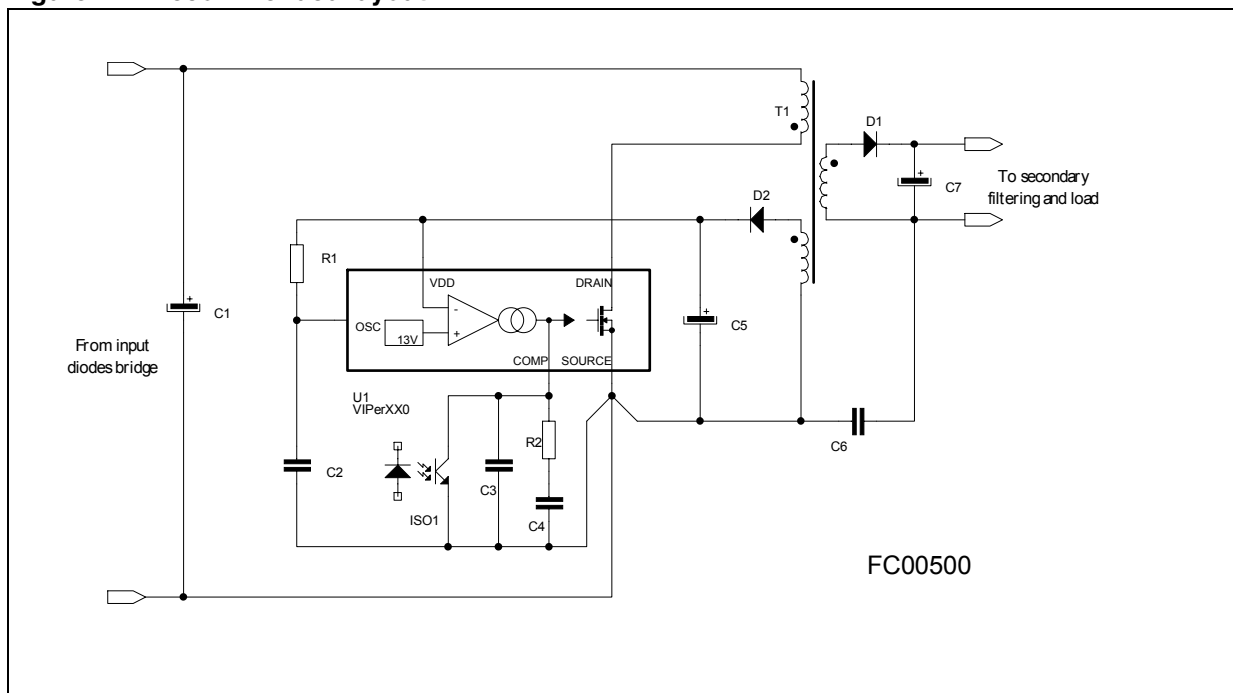 T1
D1
+
C7
To secondary
filtering and load
D2
R1
VDD
DRAIN
-
+
OSC
13V
COMP
SOURCE
+
C1
+
C5
From input
diodes bridge
U1
VIPerXX0
R2
C6
C2
C3
ISO1
C4
FC00500